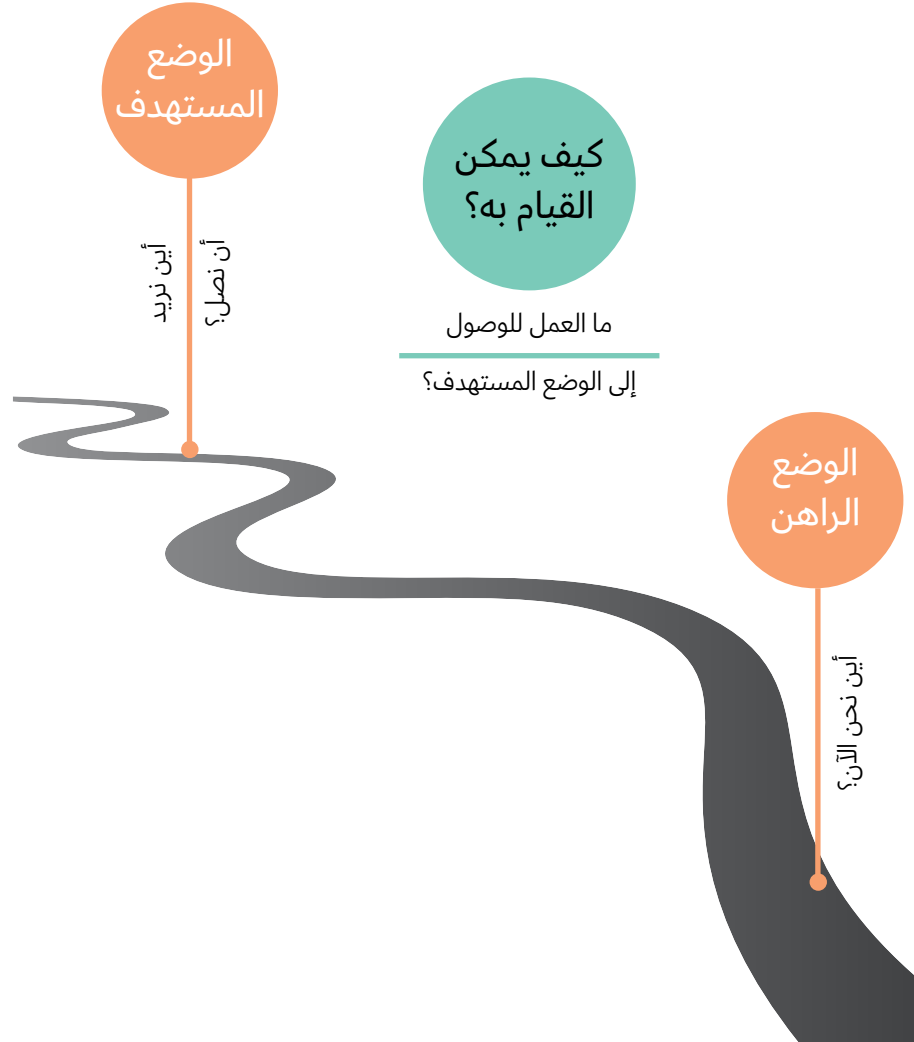 الوضع
المستهدف
أين نريد
أن نصل؟
كيف يمكن
القيام به؟
ما العمل للوصول
إلى الوضع المستهدف؟
الوضع
الراهن
أين نحن الآن؟